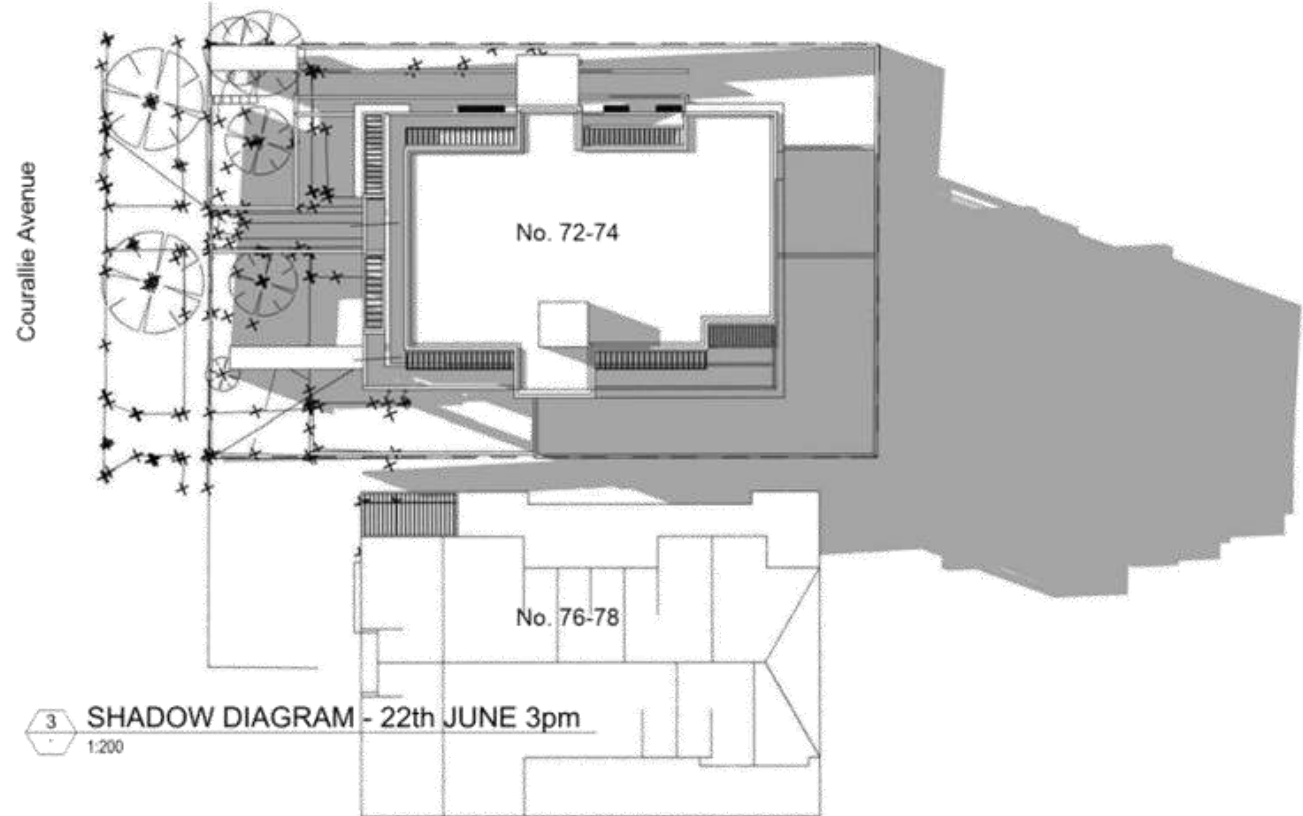 Courallie Avenue
No. 72-74
No. 76-78
3
SHADOW DIAGRAM - 22th JUNE 3pm
1:200